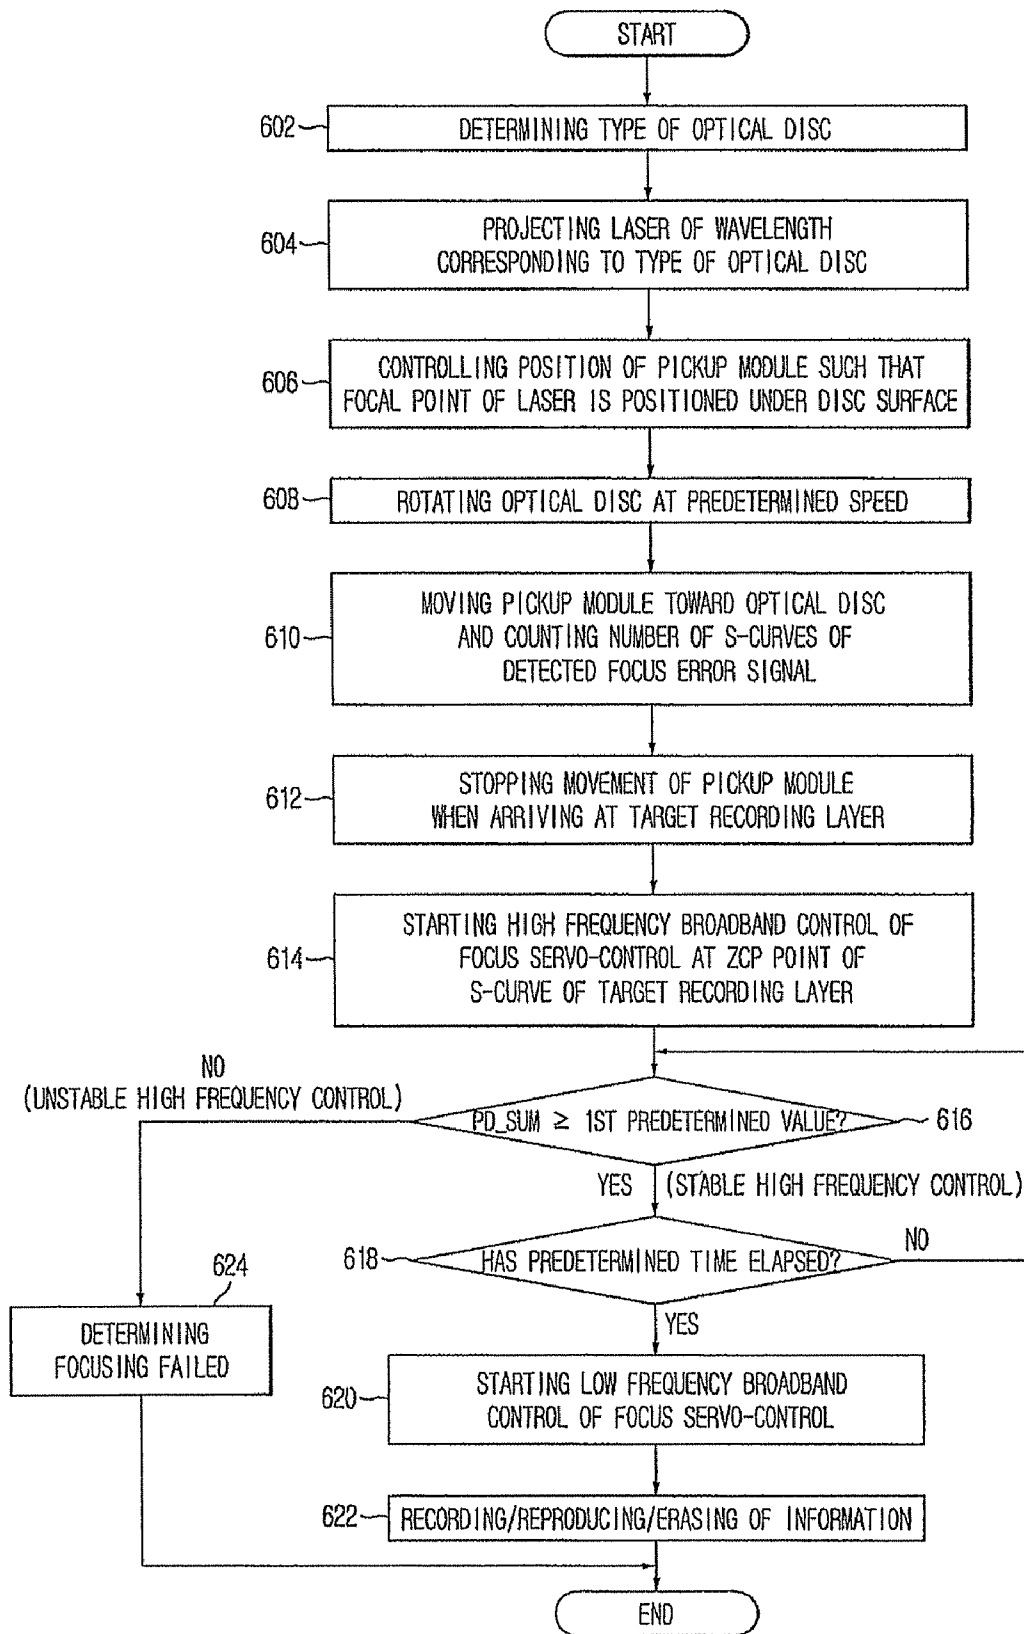 START
602
DETERMINING TYPE OF OPTICAL DISC
604
PROJECTING LASER OF WAVELENGTH
CORRESPONDING TO TYPE OF OPTICAL DISC
606
CONTROLLING POSITION OF PICKUP MODULE SUCH THAT
FOCAL POINT OF LASER IS POSITIONED UNDER DISC SURFACE
608
ROTATING OPTICAL DISC AT PREDETERMINED SPEED
610
MOVING PICKUP MODULE TOWARD OPTICAL DISC
AND COUNTING NUMBER OF S-CURVES OF
DETECTED FOCUS ERROR SIGNAL
612
STOPPING MOVEMENT OF PICKUP MODULE
WHEN ARRIVING AT TARGET RECORDING LAYER
614
STARTING HIGH FREQUENCY BROADBAND CONTROL OF
FOCUS SERVO-CONTROL AT ZCP POINT OF
S-CURVE OF TARGET RECORDING LAYER
NO
(UNSTABLE HIGH FREQUENCY CONTROL)
PD_SUM ≥ 1ST PREDETERMINED VALUE?
616
YES (STABLE HIGH FREQUENCY CONTROL)
618
HAS PREDETERMINED TIME ELAPSED?
NO
YES
624
DETERMINING
FOCUSING FAILED
620
STARTING LOW FREQUENCY BROADBAND
CONTROL OF FOCUS SERVO-CONTROL
622
RECORDING/REPRODUCING/ERASING OF INFORMATION
END